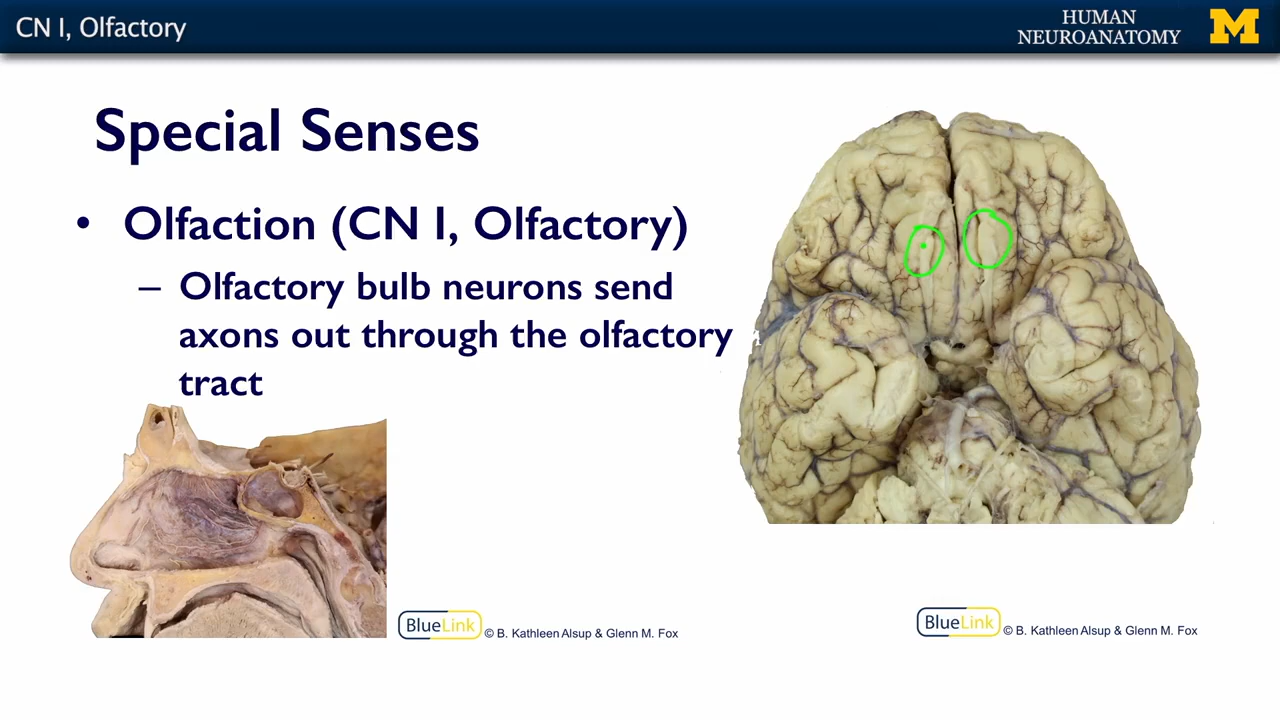 CN I, Olfactory
HUMAN
NEUROANATOMY
M
Special Senses
• Olfaction (CN I, Olfactory)
– Olfactory bulb neurons send
axons out through the olfactory
tract
BlueLink © B. Kathleen Alsup & Glenn M. Fox
BlueLink © B. Kathleen Alsup & Glenn M. Fox